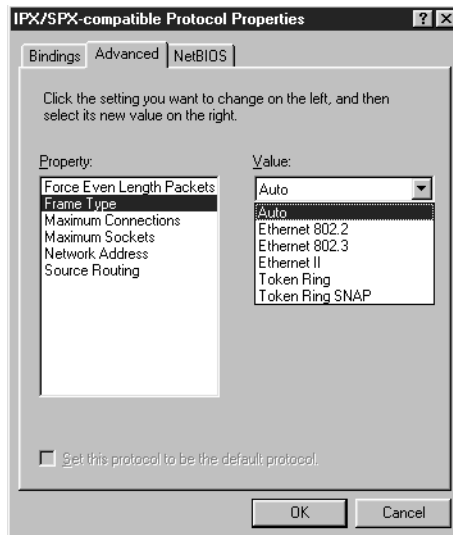 IPX/SPX-compatible Protocol Properties
Bindings Advanced NetBIOS
Click the setting you want to change on the left, and then
select its new value on the right.
Property:
Force Even Length Packets
Frame Type
Maximum Connections
Maximum Sockets
Network Address
Source Routing
Value:
Auto
Auto
Ethernet 802.2
Ethernet 802.3
Ethernet II
Token Ring
Token Ring SNAP
Set this protocol to be the default protocol.
OK Cancel